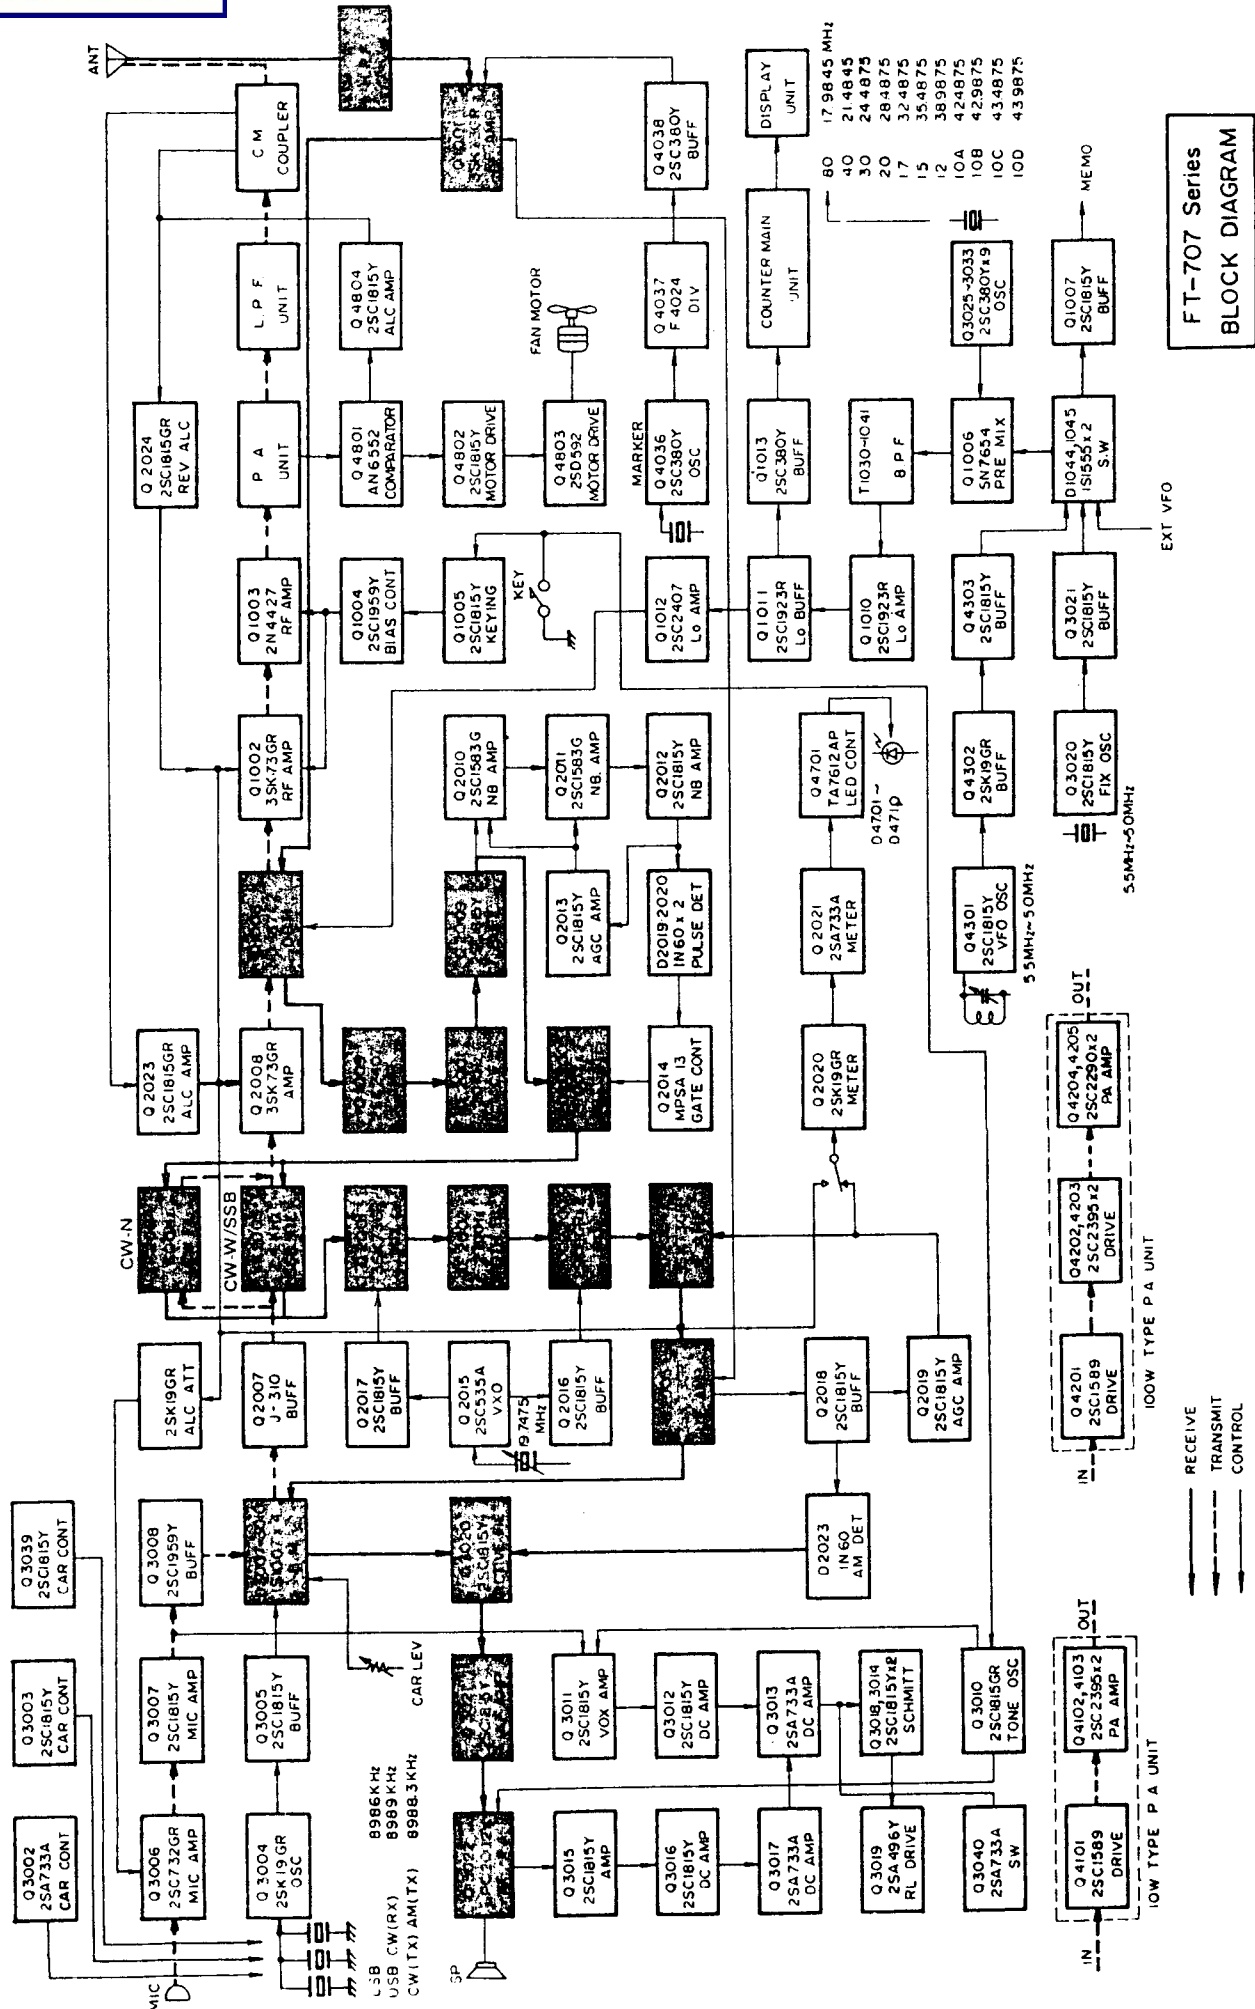 FT-707 Series
BLOCK DIAGRAM
ANT
C M
COUPLER
L.P.F.
UNIT
P A
UNIT
Q1003
2N4427
RF AMP
Q1002
3SK73GR
RF AMP
Q2008
3SK73GR
AMP
Q2007
J-310
BUFF
Q2024
2SC1815GR
REV ALC
Q2023
2SC1815GR
ALC AMP
2SK19GR
ALC ATT
CW-N
CW-W/SSB
Q3008
2SC1959Y
BUFF
Q3007
2SC1815Y
MIC AMP
Q3006
2SC732GR
MIC AMP
MIC
Q3039
2SC1815Y
CAR CONT
Q3003
2SC1815Y
CAR CONT
Q3002
2SA733A
CAR CONT
Q3005
2SC1815Y
BUFF
Q3004
2SK19GR
OSC
CAR LEV
8986KHz
USB CW(RX) 8989KHz
CW(TX) AM(TX) 8988.3KHz
SP
Q4804
2SC1815Y
ALC AMP
Q4801
AN6552
COMPARATOR
Q4802
2SC1815Y
MOTOR DRIVE
Q4803
2SD592
MOTOR DRIVE
FAN MOTOR
Q1004
2SC1959Y
BIAS CONT
Q1005
2SC1815Y
KEYING
KEY
Q4038
2SC380Y
BUFF
Q4037
F4024
DIV
MARKER
Q4036
2SC380Y
OSC
Q1012
2SC2407
Lo AMP
Q2010
2SC1583G
NB AMP
Q2011
2SC1583G
NB. AMP
Q2012
2SC1815Y
NB AMP
Q2013
2SC1815Y
AGC AMP
D2019·2020
IN60 x 2
PULSE DET
Q2014
MPSA 13
GATE CONT
Q2017
2SC1815Y
BUFF
Q2015
2SC535A
VXO
19.7475
MHz
Q2016
2SC1815Y
BUFF
DISPLAY
UNIT
COUNTER MAIN
UNIT
Q1013
2SC380Y
BUFF
Q1011
2SC1923R
Lo BUFF
Q4701
TA7612AP
LED CONT
D4701~
D4710
Q2021
2SA733A
METER
Q2020
2SK19GR
METER
Q2018
2SC1815Y
BUFF
D2023
IN60
AM DET
Q2019
2SC1815Y
AGC AMP
80 17.9845 MHz
40 21.4845
30 24.4875
20 28.4875
17 32.4875
15 35.4875
12 38.9875
10A 42.4875
10B 42.9875
10C 43.4875
10D 43.9875
T1030~1041
B P F
Q1010
2SC1923R
Lo AMP
Q3025~3033
2SC380Yx9
OSC
Q1006
SN7654
PRE MIX
Q4303
2SC1815Y
BUFF
Q4302
2SK19GR
BUFF
Q4301
2SC1815Y
VFO OSC
5.5MHz~5.0MHz
MEMO
Q1007
2SC1815Y
BUFF
D1044,1045
IS1555 x 2
S.W
EXT VFO
Q3021
2SC1815Y
BUFF
Q3020
2SC1815Y
FIX OSC
5.5MHz~5.0MHz
Q3011
2SC1815Y
VOX AMP
Q3012
2SC1815Y
DC AMP
Q3013
2SA733A
DC AMP
Q3018,3014
2SC1815Yx2
SCHMITT
Q3010
2SC1815GR
TONE OSC
Q3015
2SC1815Y
AMP
Q3016
2SC1815Y
DC AMP
Q3017
2SA733A
DC AMP
Q3019
2SA496Y
RL DRIVE
Q3040
2SA733A
SW
IN
Q4201
2SC1589
DRIVE
Q4202,4203
2SC2395x2
DRIVE
Q4204,4205
2SC2290x2
PA AMP
OUT
100W TYPE PA UNIT
IN
Q4101
2SC1589
DRIVE
Q4102,4103
2SC2395x2
PA AMP
OUT
10W TYPE PA UNIT
RECEIVE
TRANSMIT
CONTROL